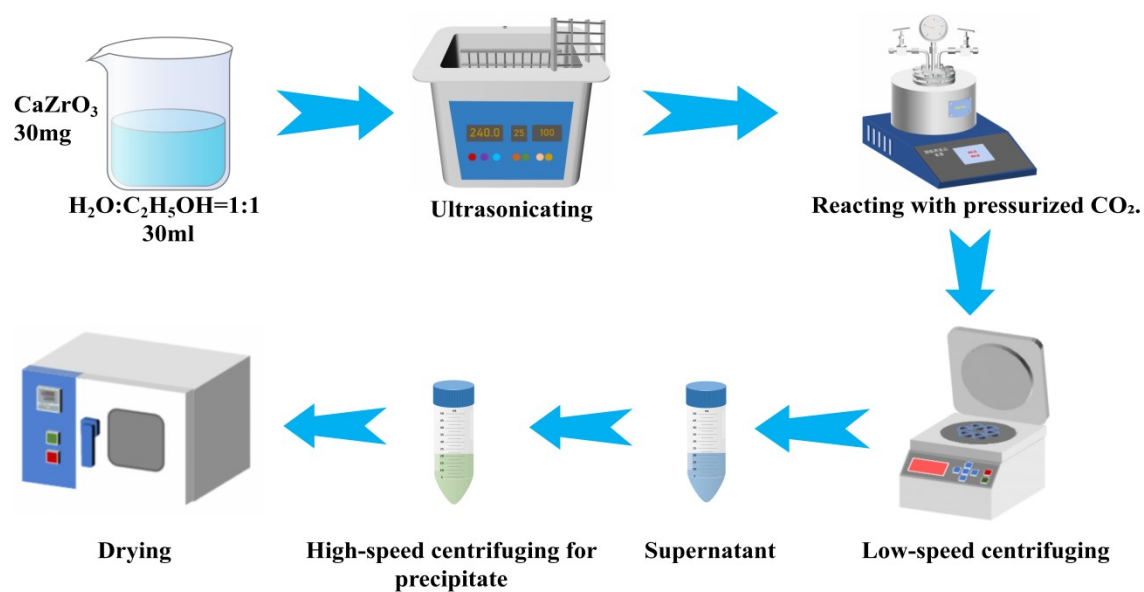 CaZrO₃
30mg
H₂O:C₂H₅OH=1:1
30ml
240.0 25 100
Ultrasonicating
Reacting with pressurized CO₂.
Drying
High-speed centrifuging for
precipitate
Supernatant
Low-speed centrifuging